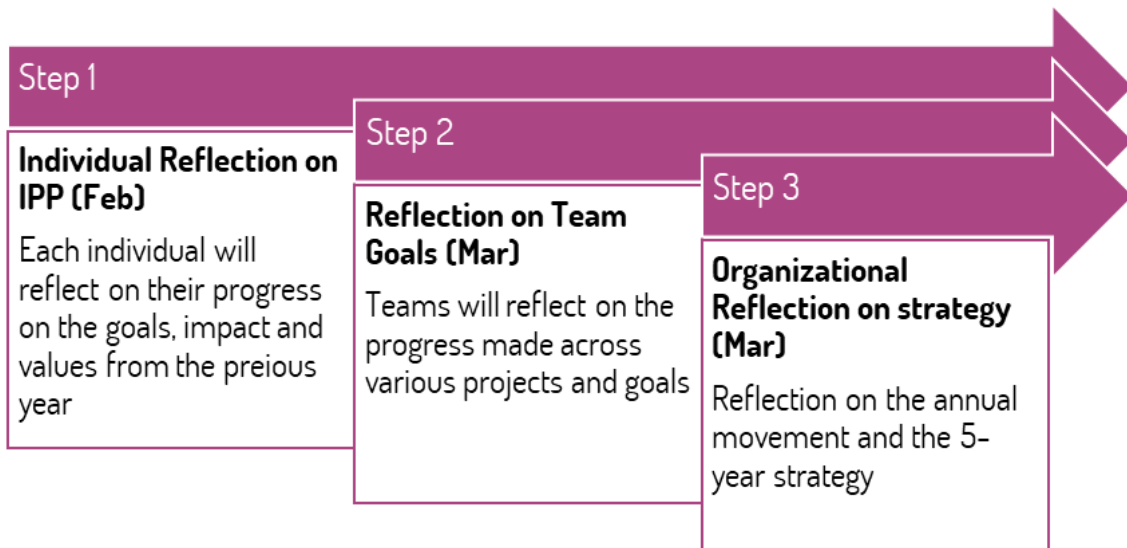 Step 1
Individual Reflection on
IPP (Feb)
Each individual will
reflect on their progress
on the goals, impact and
values from the preious
year
Step 2
Reflection on Team
Goals (Mar)
Teams will reflect on the
progress made across
various projects and goals
Step 3
Organizational
Reflection on strategy
(Mar)
Reflection on the annual
movement and the 5-
year strategy